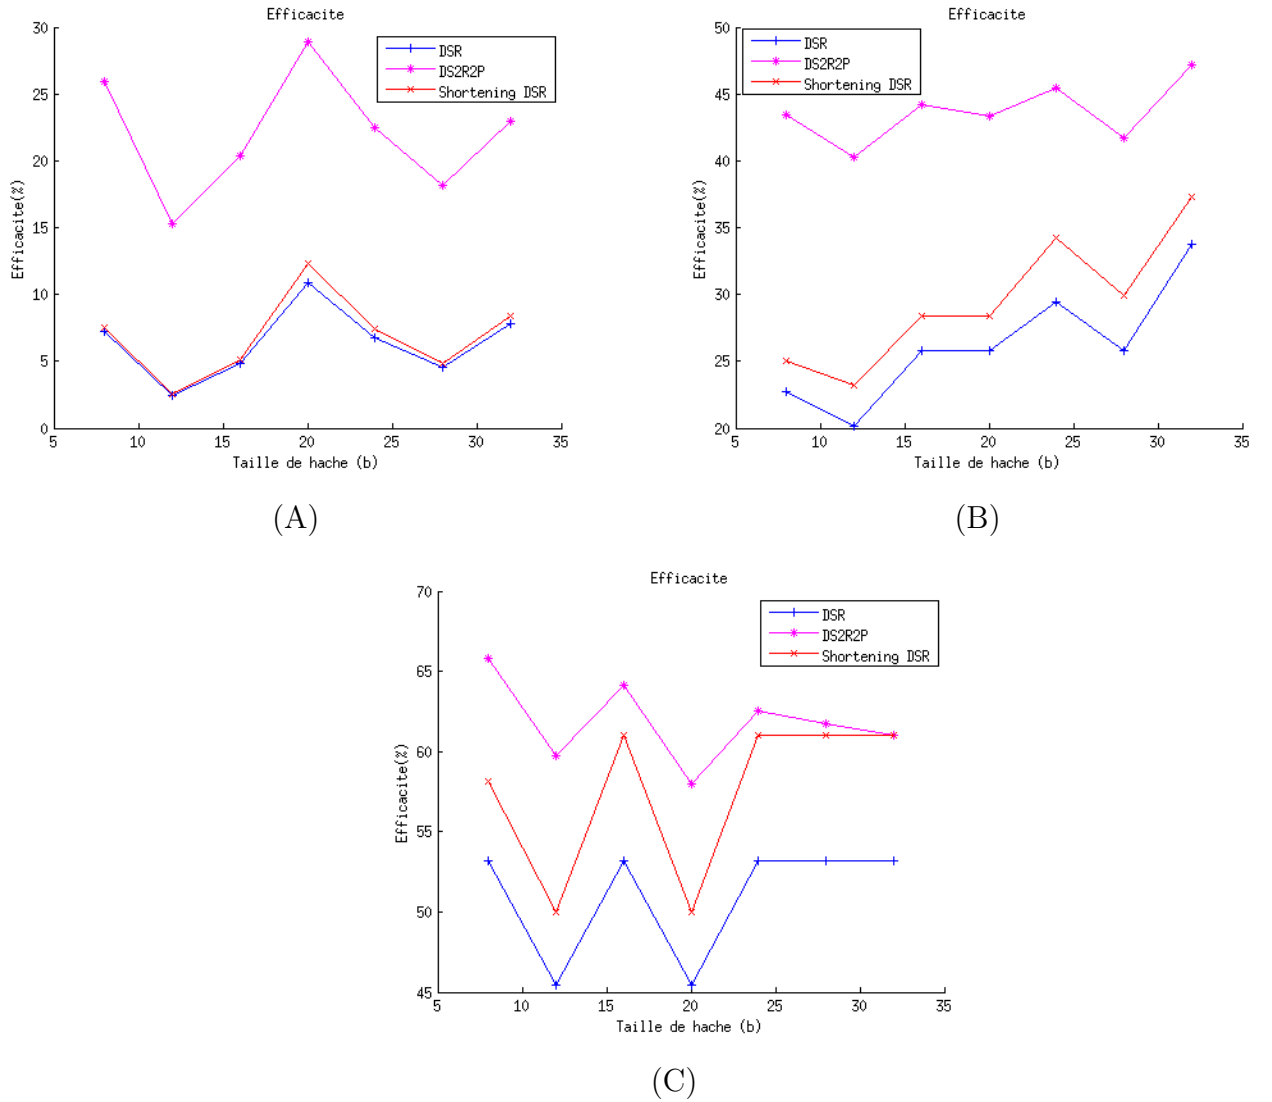 Efficacite
DSR
DS2R2P
Shortening DSR
Efficacite(%)
30
25
20
15
10
5
0
5 10 15 20 25 30 35
Taille de hache (b)
(A)
Efficacite
DSR
DS2R2P
Shortening DSR
Efficacite(%)
50
45
40
35
30
25
20
5 10 15 20 25 30 35
Taille de hache (b)
(B)
Efficacite
DSR
DS2R2P
Shortening DSR
Efficacite(%)
70
65
60
55
50
45
5 10 15 20 25 30 35
Taille de hache (b)
(C)